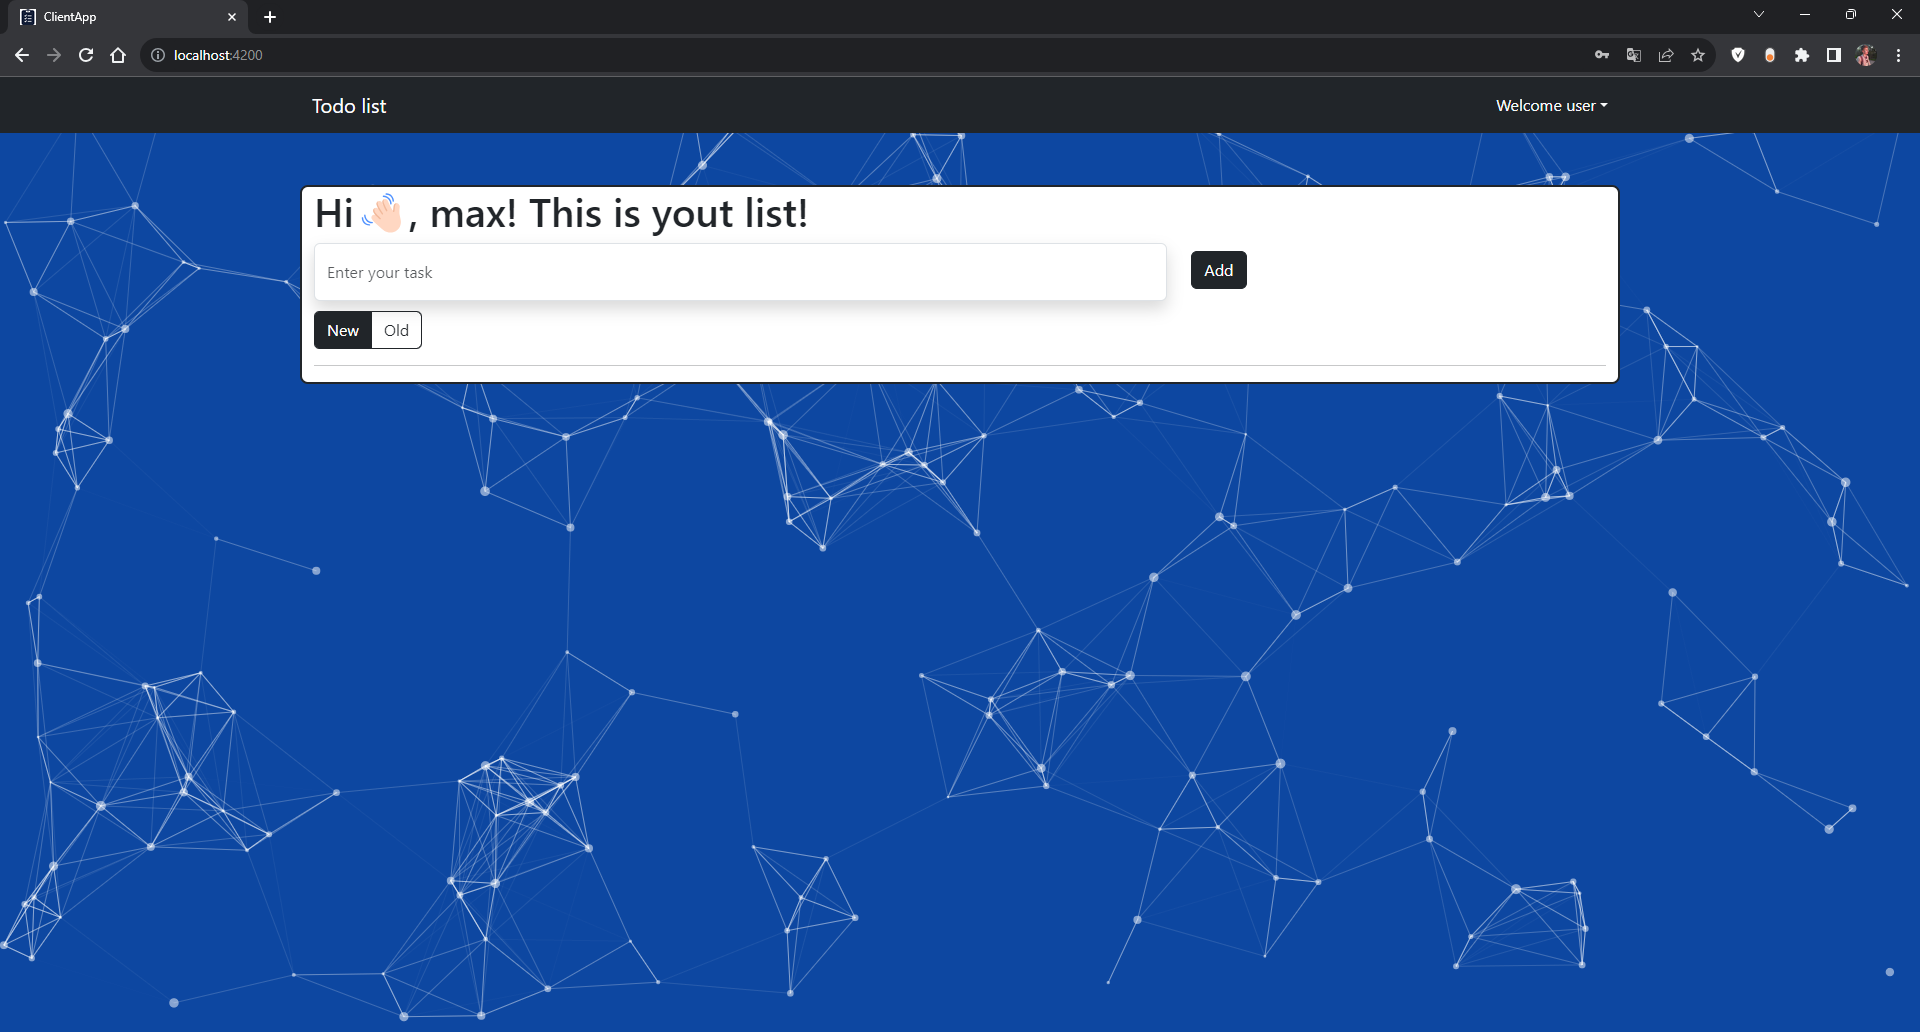 ClientApp
localhost:4200
Todo list
Welcome user
Hi 👋🏻, max! This is yout list!
Enter your task
Add
New Old